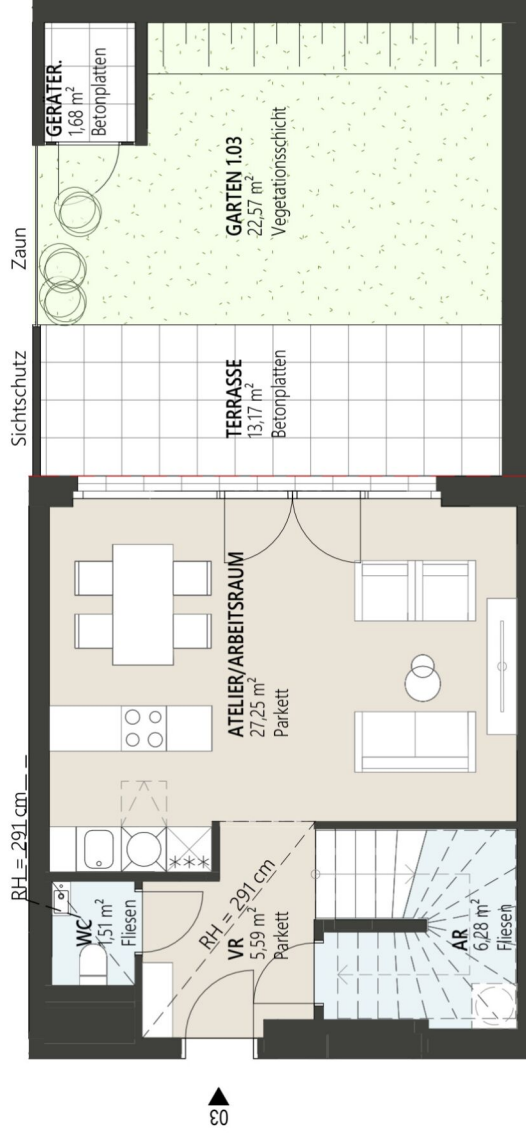 GERÄTER.
1,68 m²
Betonplatten
Zaun
GARTEN 1.03
22,57 m²
Vegetationsschicht
Sichtschutz
TERRASSE
13,17 m²
Betonplatten
ATELIER/ARBEITSRAUM
27,25 m²
Parkett
RH = 291 cm
WC
1,51 m²
Fliesen
RH = 291 cm
VR
5,59 m²
Parkett
AR
6,28 m²
Fliesen
03